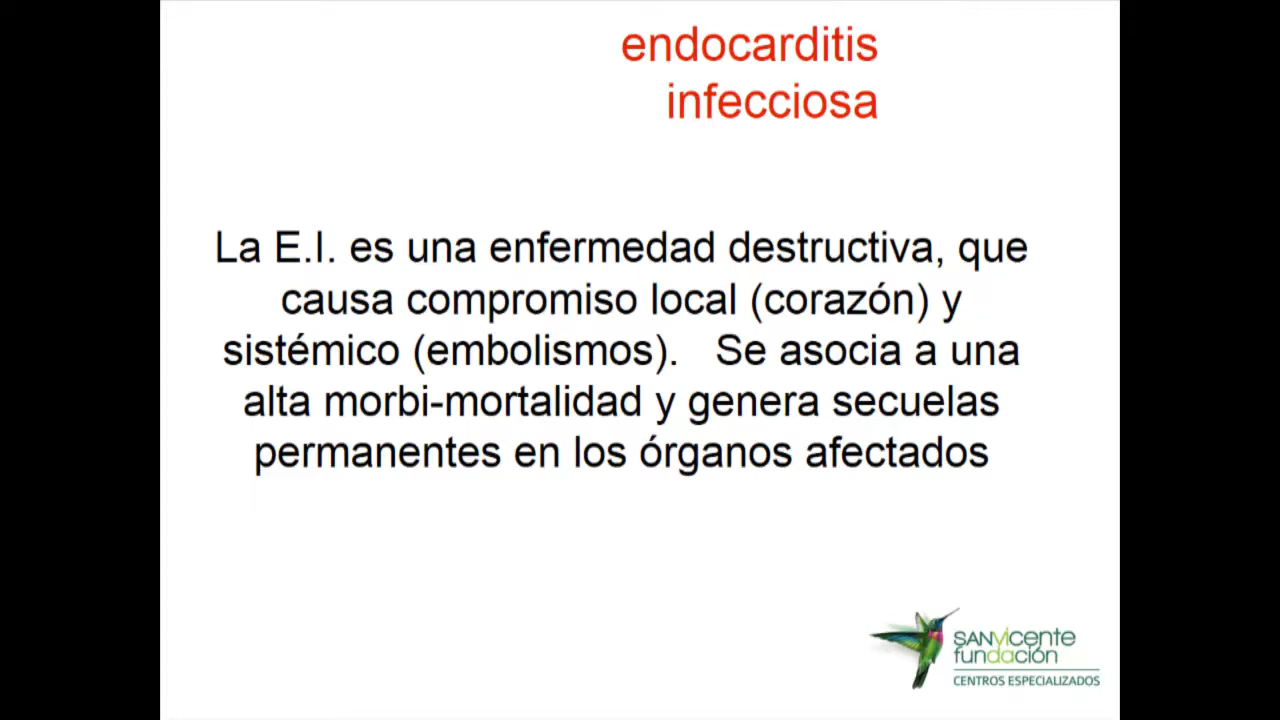 endocarditis
infecciosa
La E.I. es una enfermedad destructiva, que
causa compromiso local (corazón) y
sistémico (embolismos).   Se asocia a una
alta morbi-mortalidad y genera secuelas
permanentes en los órganos afectados
sanvicente
fundación
CENTROS ESPECIALIZADOS